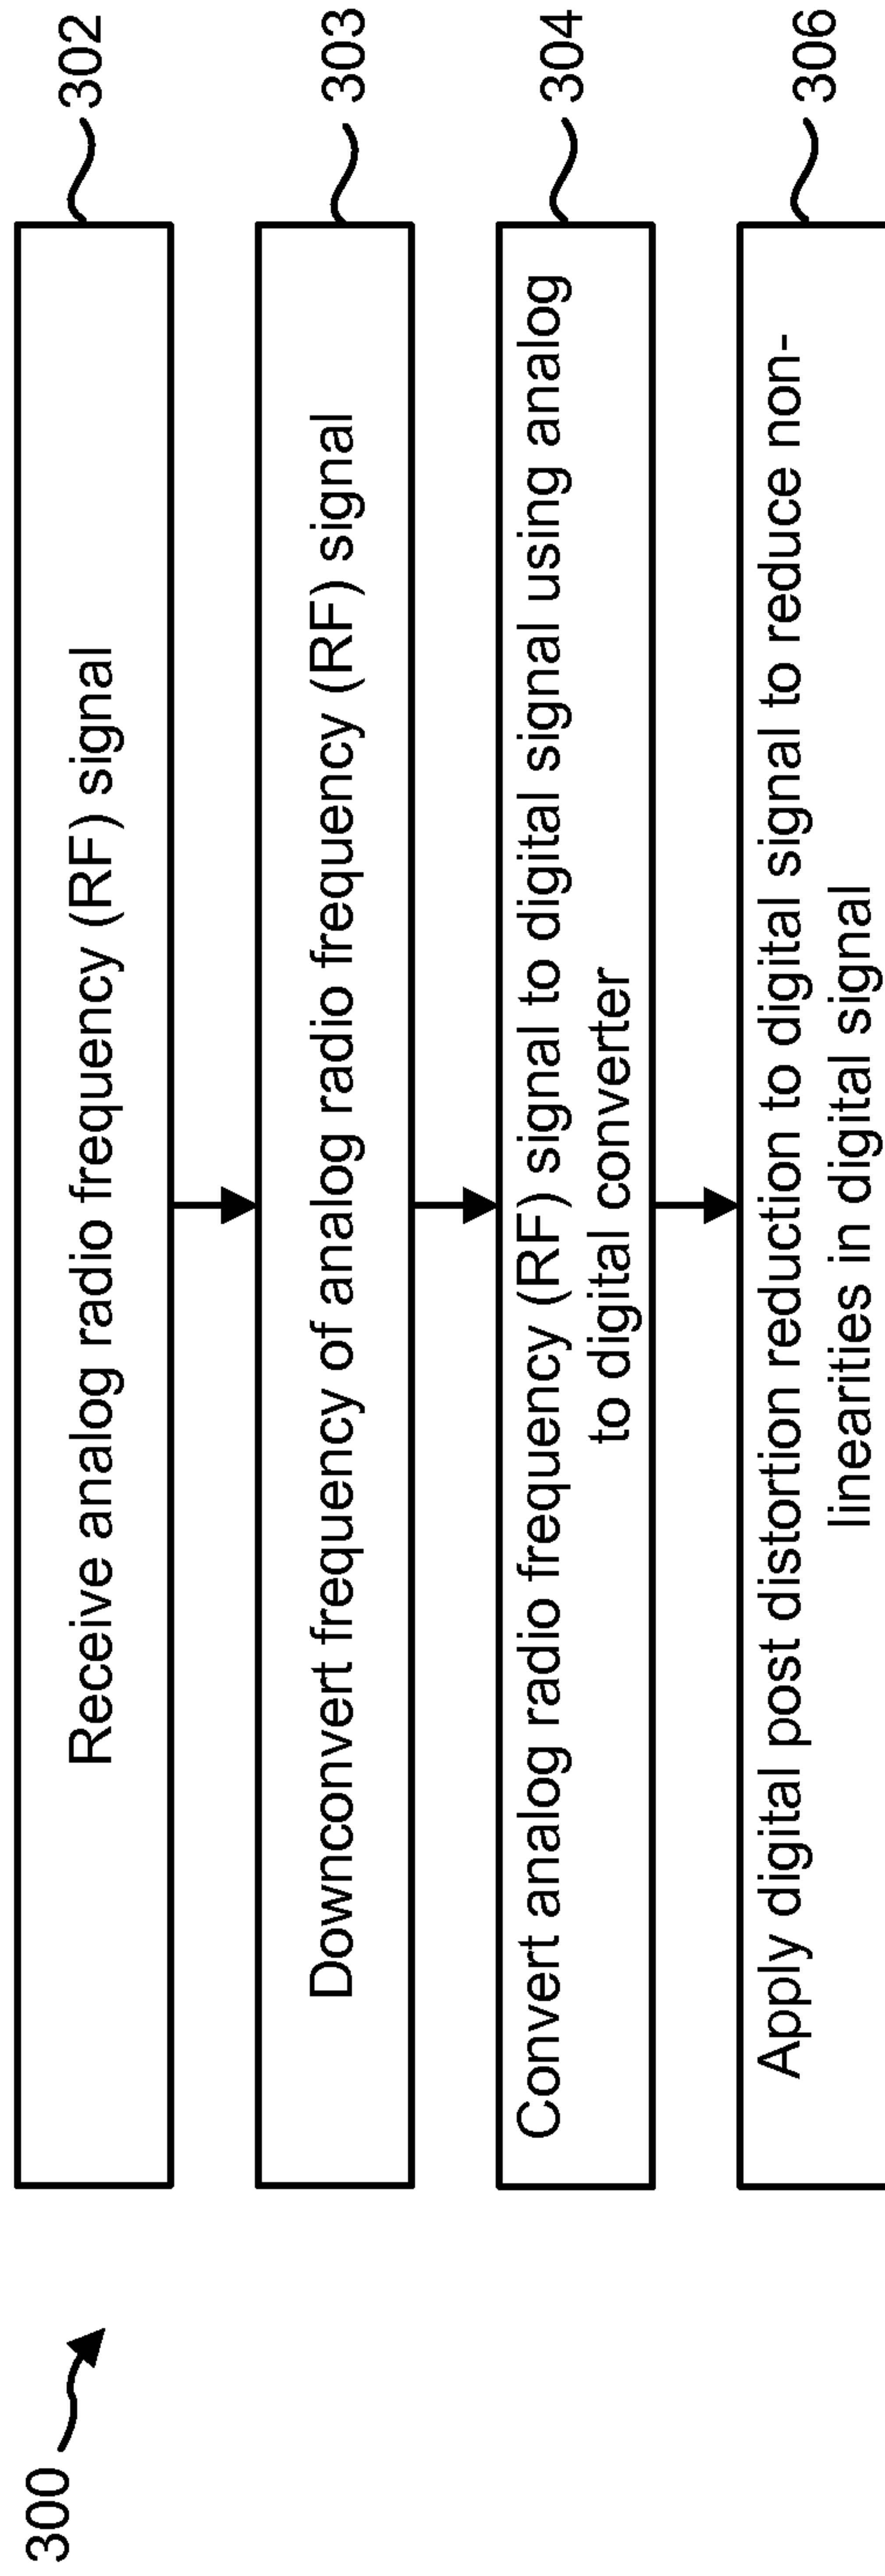 300
Receive analog radio frequency (RF) signal
302
Downconvert frequency of analog radio frequency (RF) signal
303
Convert analog radio frequency (RF) signal to digital signal using analog
to digital converter
304
Apply digital post distortion reduction to digital signal to reduce non-
linearities in digital signal
306